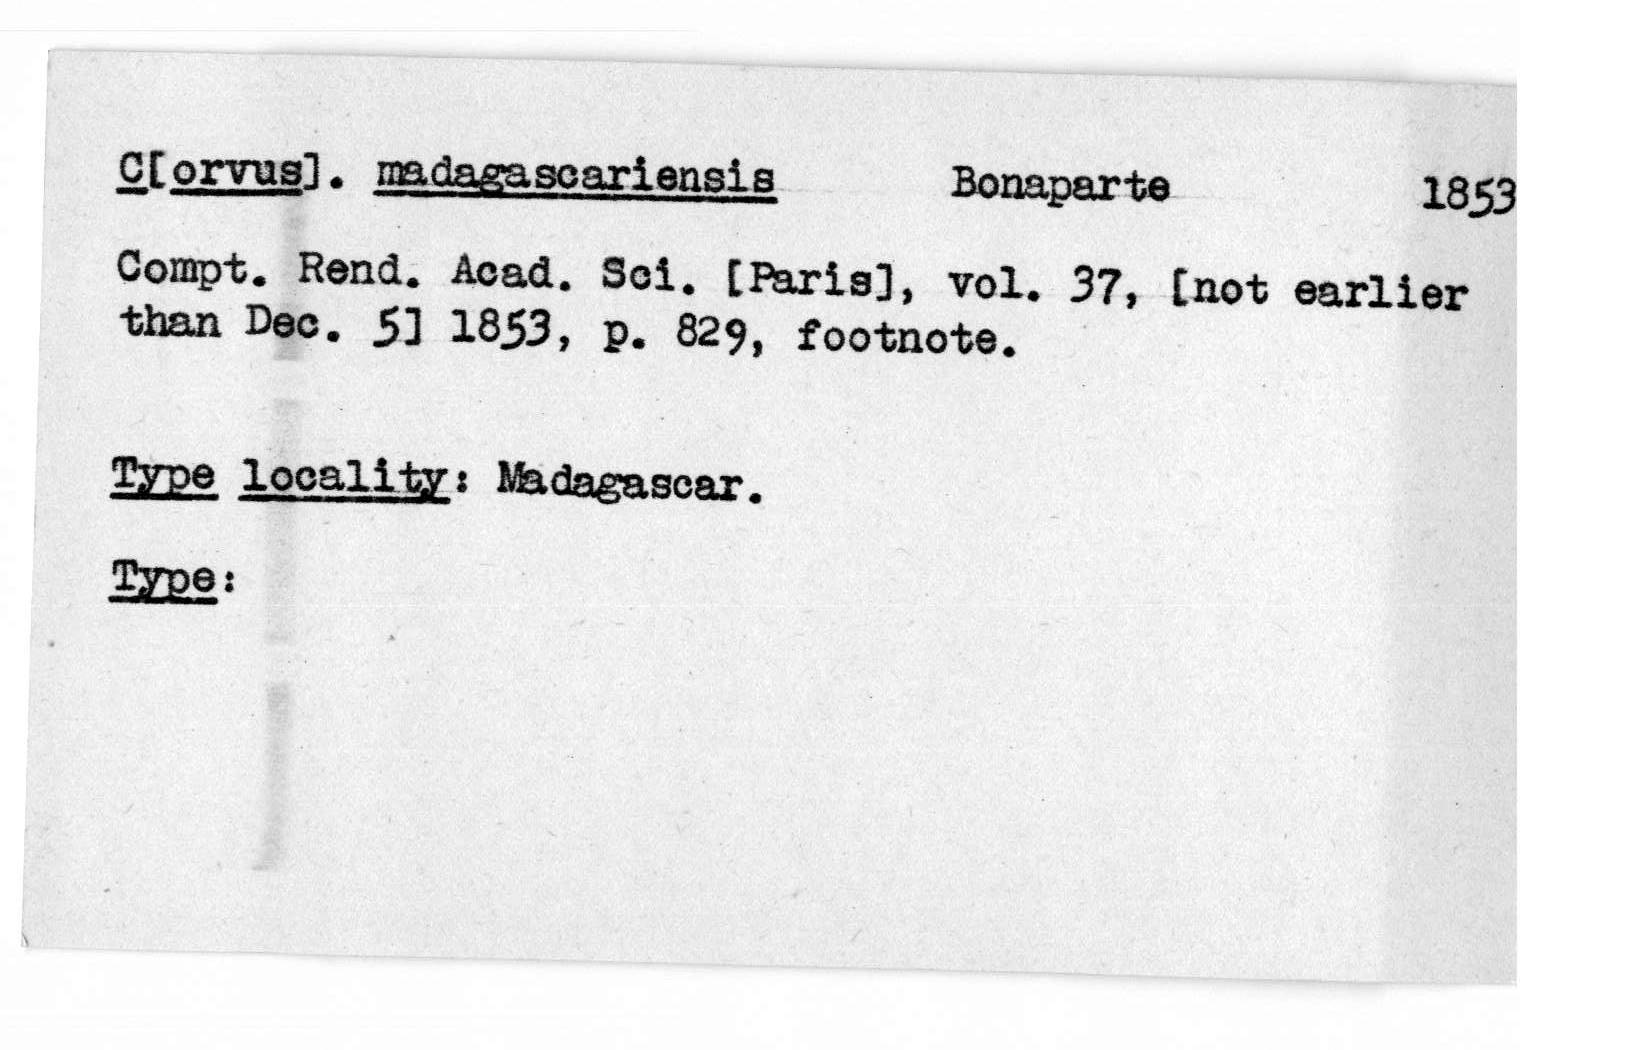 C[orvus]. madagascariensis Bonaparte 1853
Compt. Rend. Acad. Sci. [Paris], vol. 37, [not earlier
than Dec. 5] 1853, p. 829, footnote.
Type locality: Madagascar.
Type: